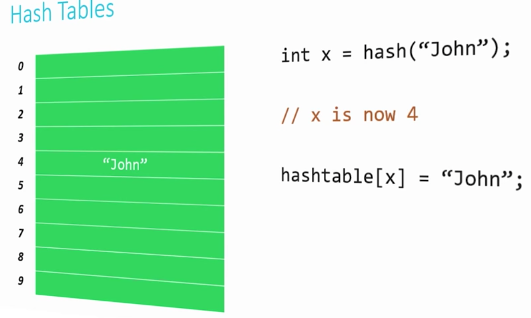 Hash Tables
0
1
2
3
4
5
6
7
8
9
“John”
int x = hash(“John”);
// x is now 4
hashtable[x] = “John”;